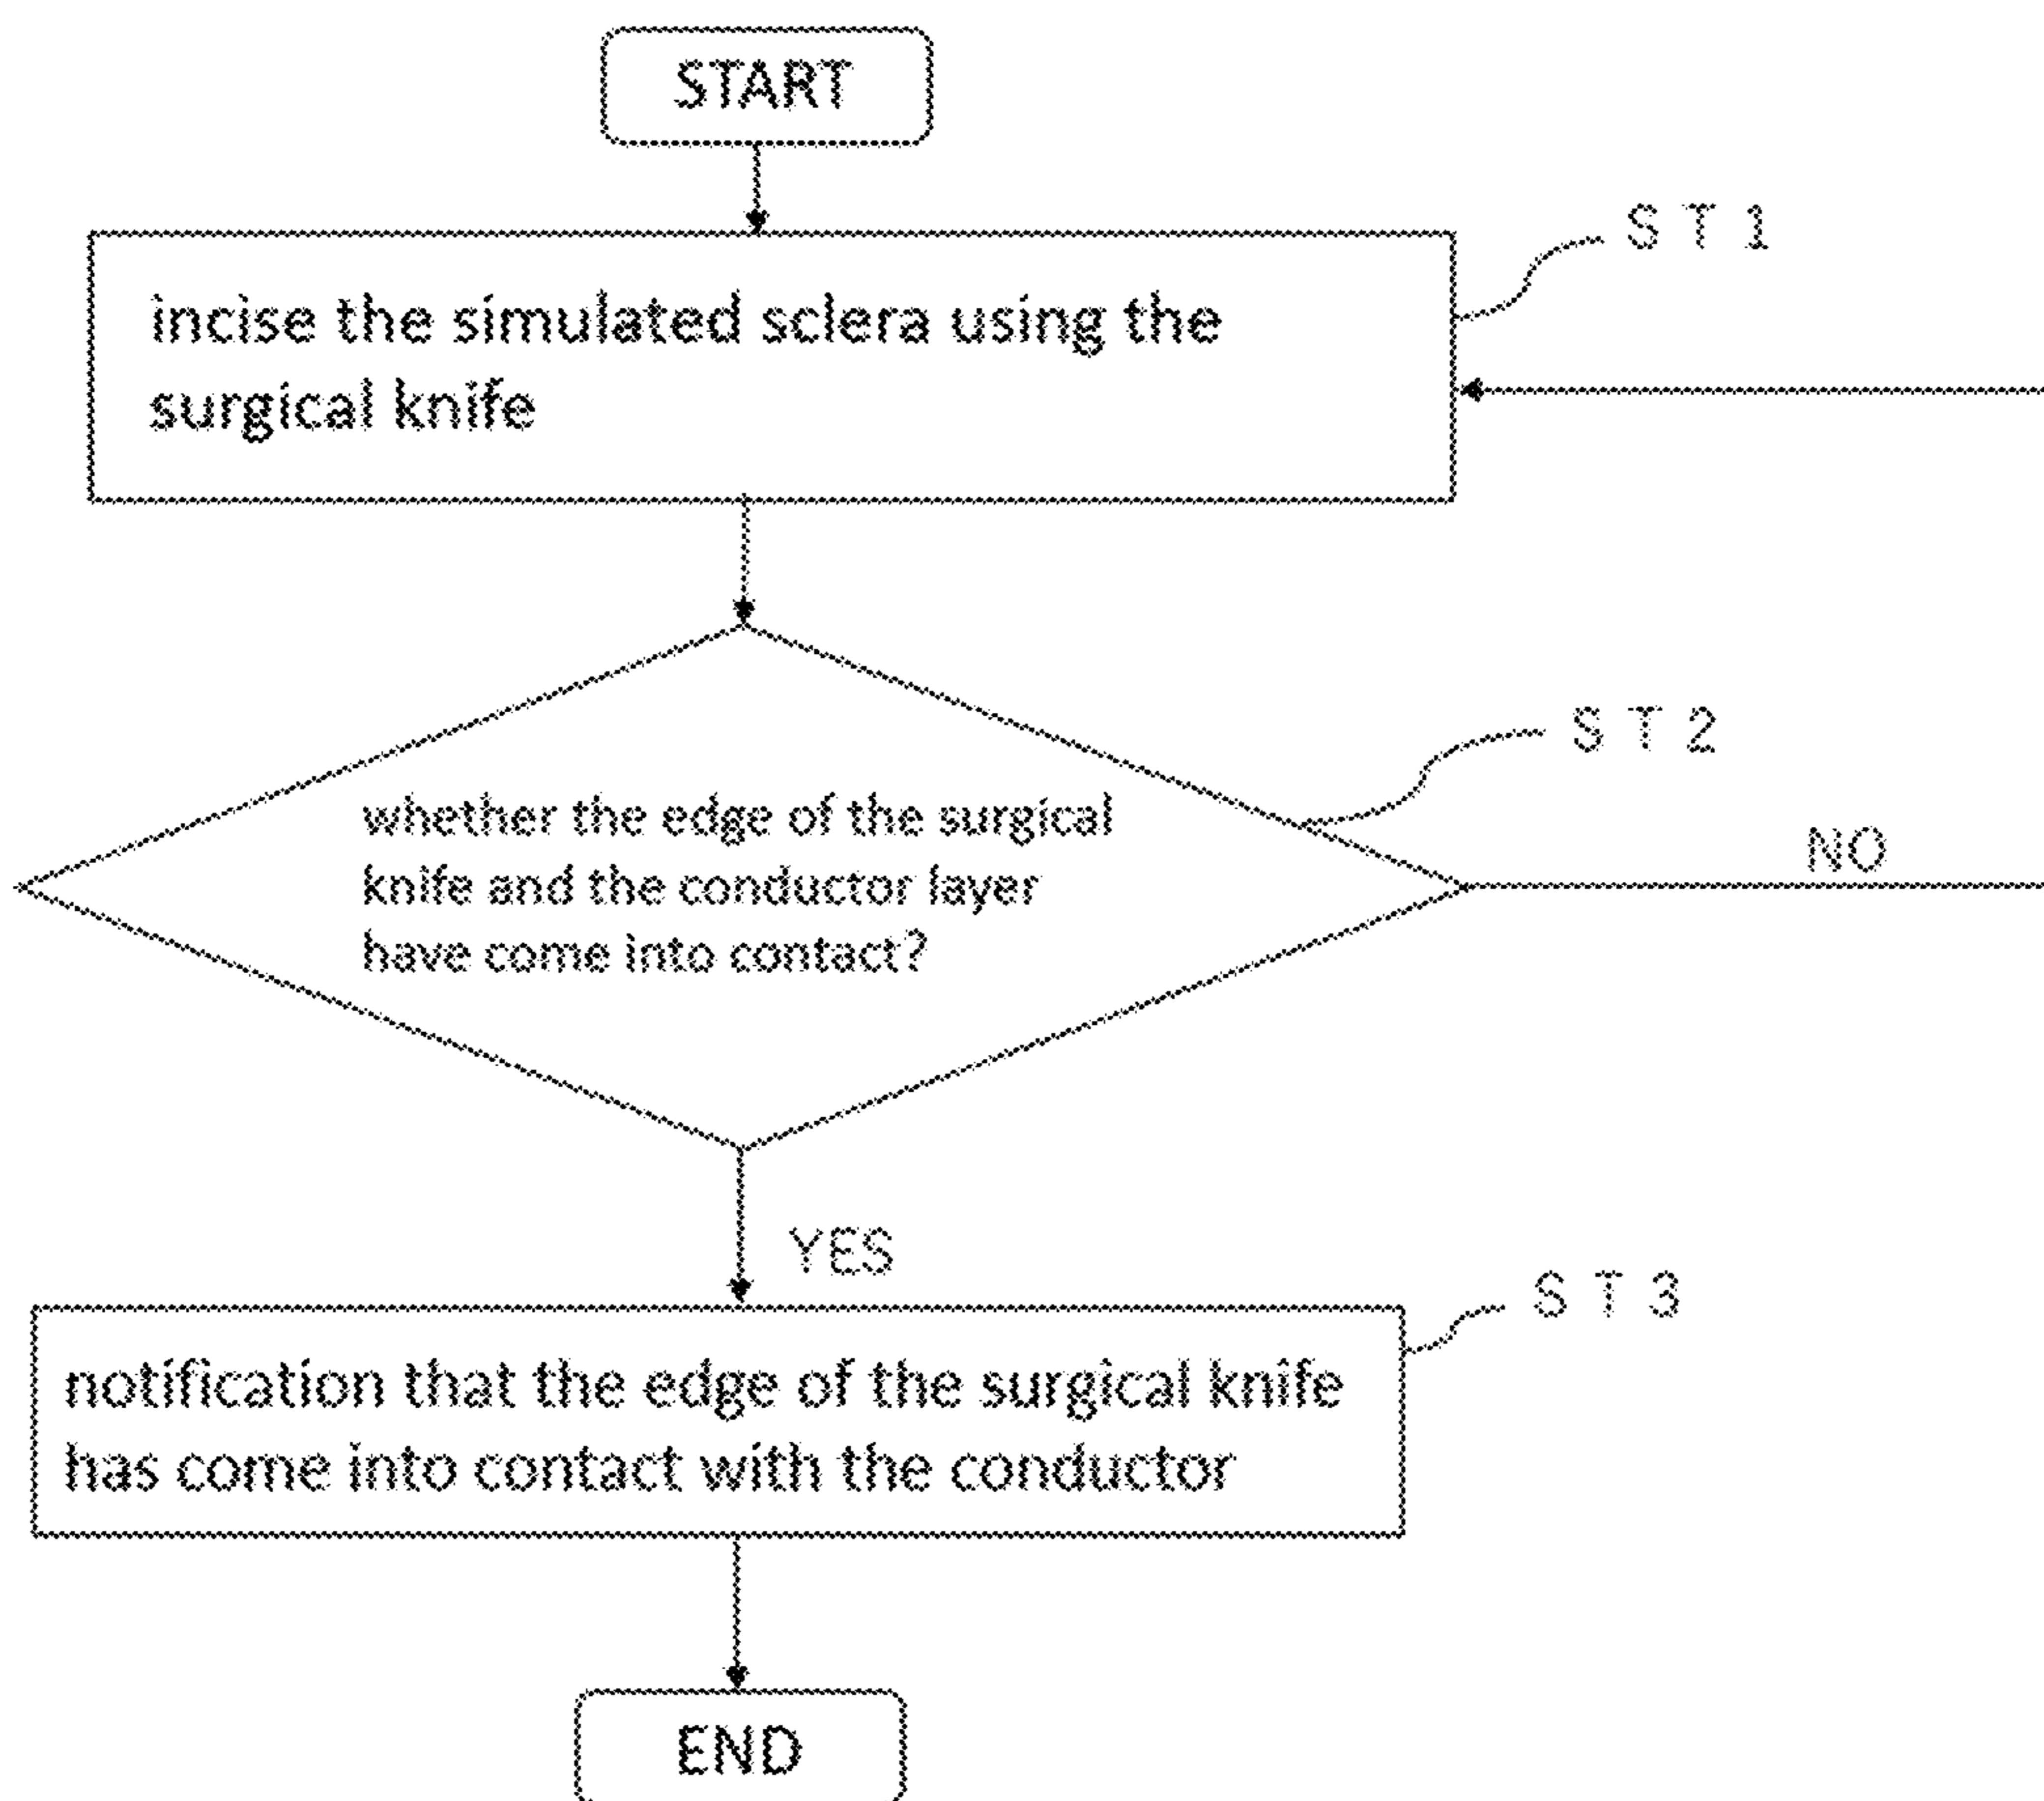 START
S T 1
incise the simulated sclera using the
surgical knife
S T 2
whether the edge of the surgical
knife and the conductor layer
have come into contact?
NO
YES
S T 3
notification that the edge of the surgical knife
has come into contact with the conductor
END